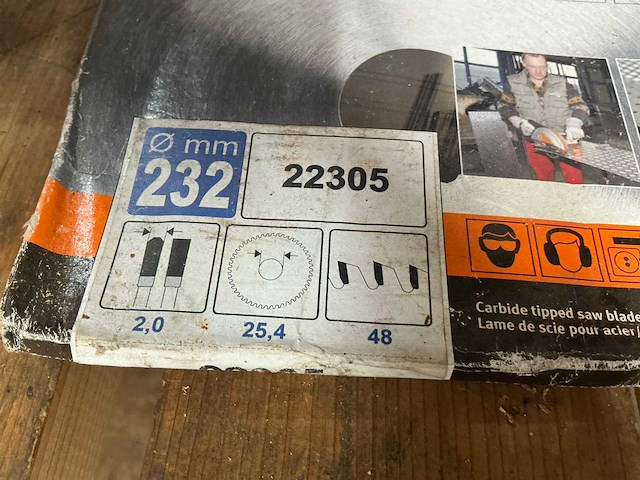 Ø mm
232
22305
2,0
25,4
48
Carbide tipped saw blade
Lame de scie pour acier